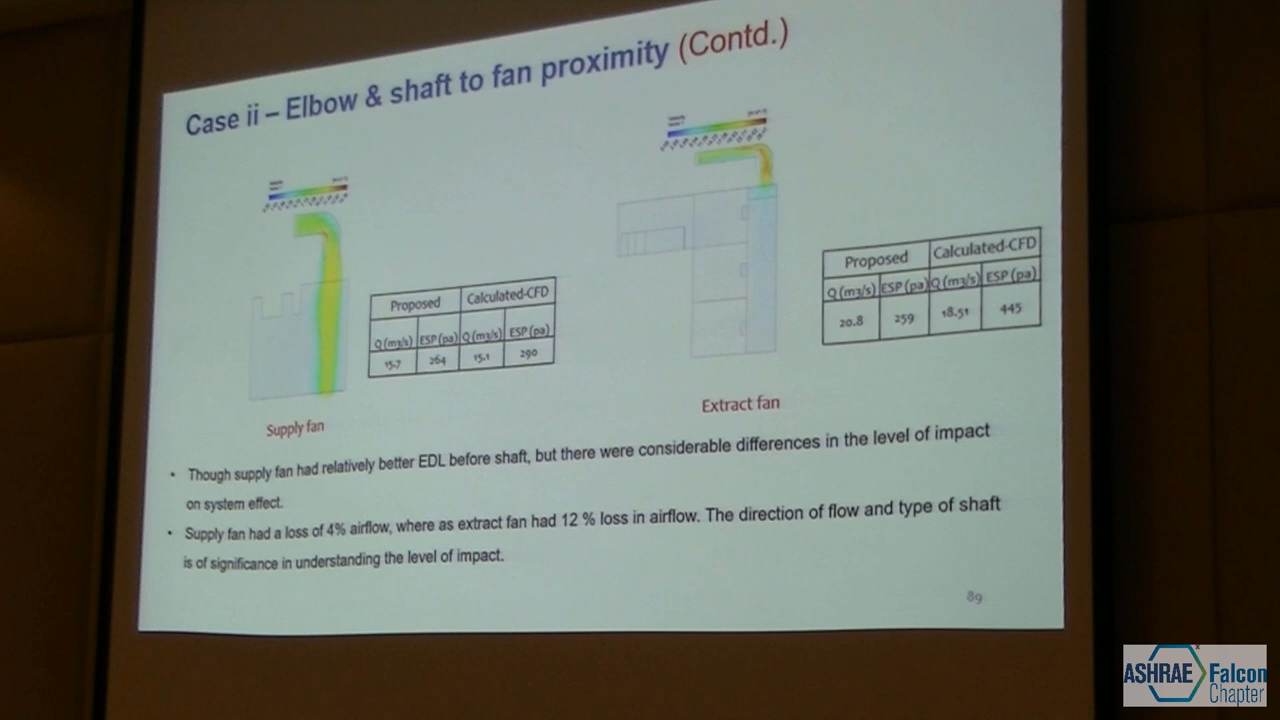 Case ii – Elbow & shaft to fan proximity (Contd.)
Proposed Calculated-CFD
Q (m3/s) ESP (pa) Q (m3/s) ESP (pa)
15.7 264 15.1 290
Supply fan
Proposed Calculated-CFD
Q (m3/s) ESP (pa) Q (m3/s) ESP (pa)
20.8 259 18.51 445
Extract fan
• Though supply fan had relatively better EDL before shaft, but there were considerable differences in the level of impact
on system effect.
• Supply fan had a loss of 4% airflow, where as extract fan had 12 % loss in airflow. The direction of flow and type of shaft
is of significance in understanding the level of impact.
89
ASHRAE Falcon
Chapter